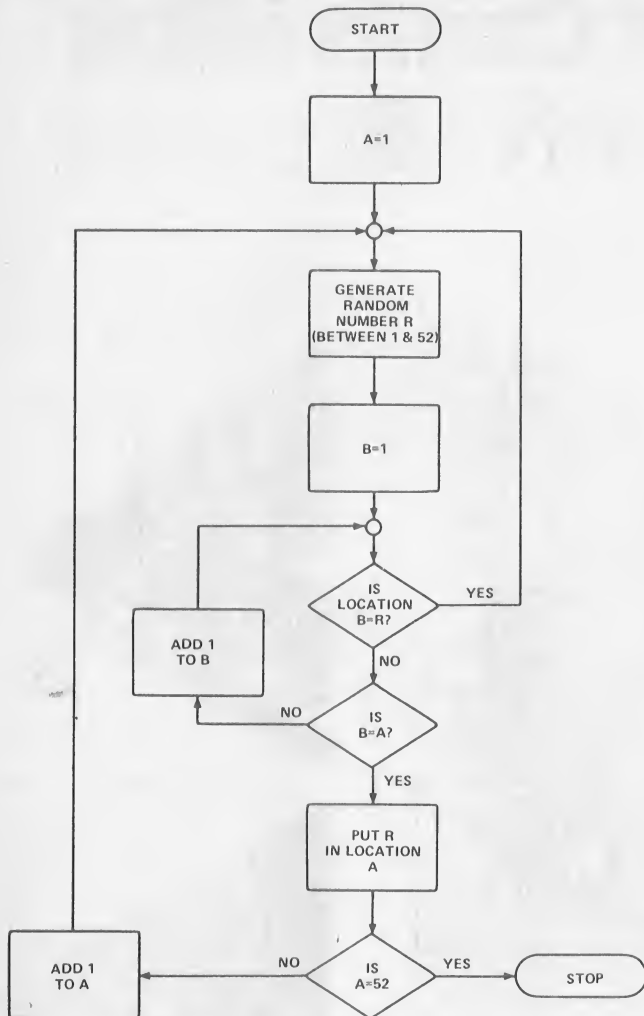 START
A=1
GENERATE
RANDOM
NUMBER R
(BETWEEN 1 & 52)
B=1
IS
LOCATION
B=R?
YES
NO
ADD 1
TO B
IS
B=A?
NO
YES
PUT R
IN LOCATION
A
IS
A=52
NO
YES
ADD 1
TO A
STOP